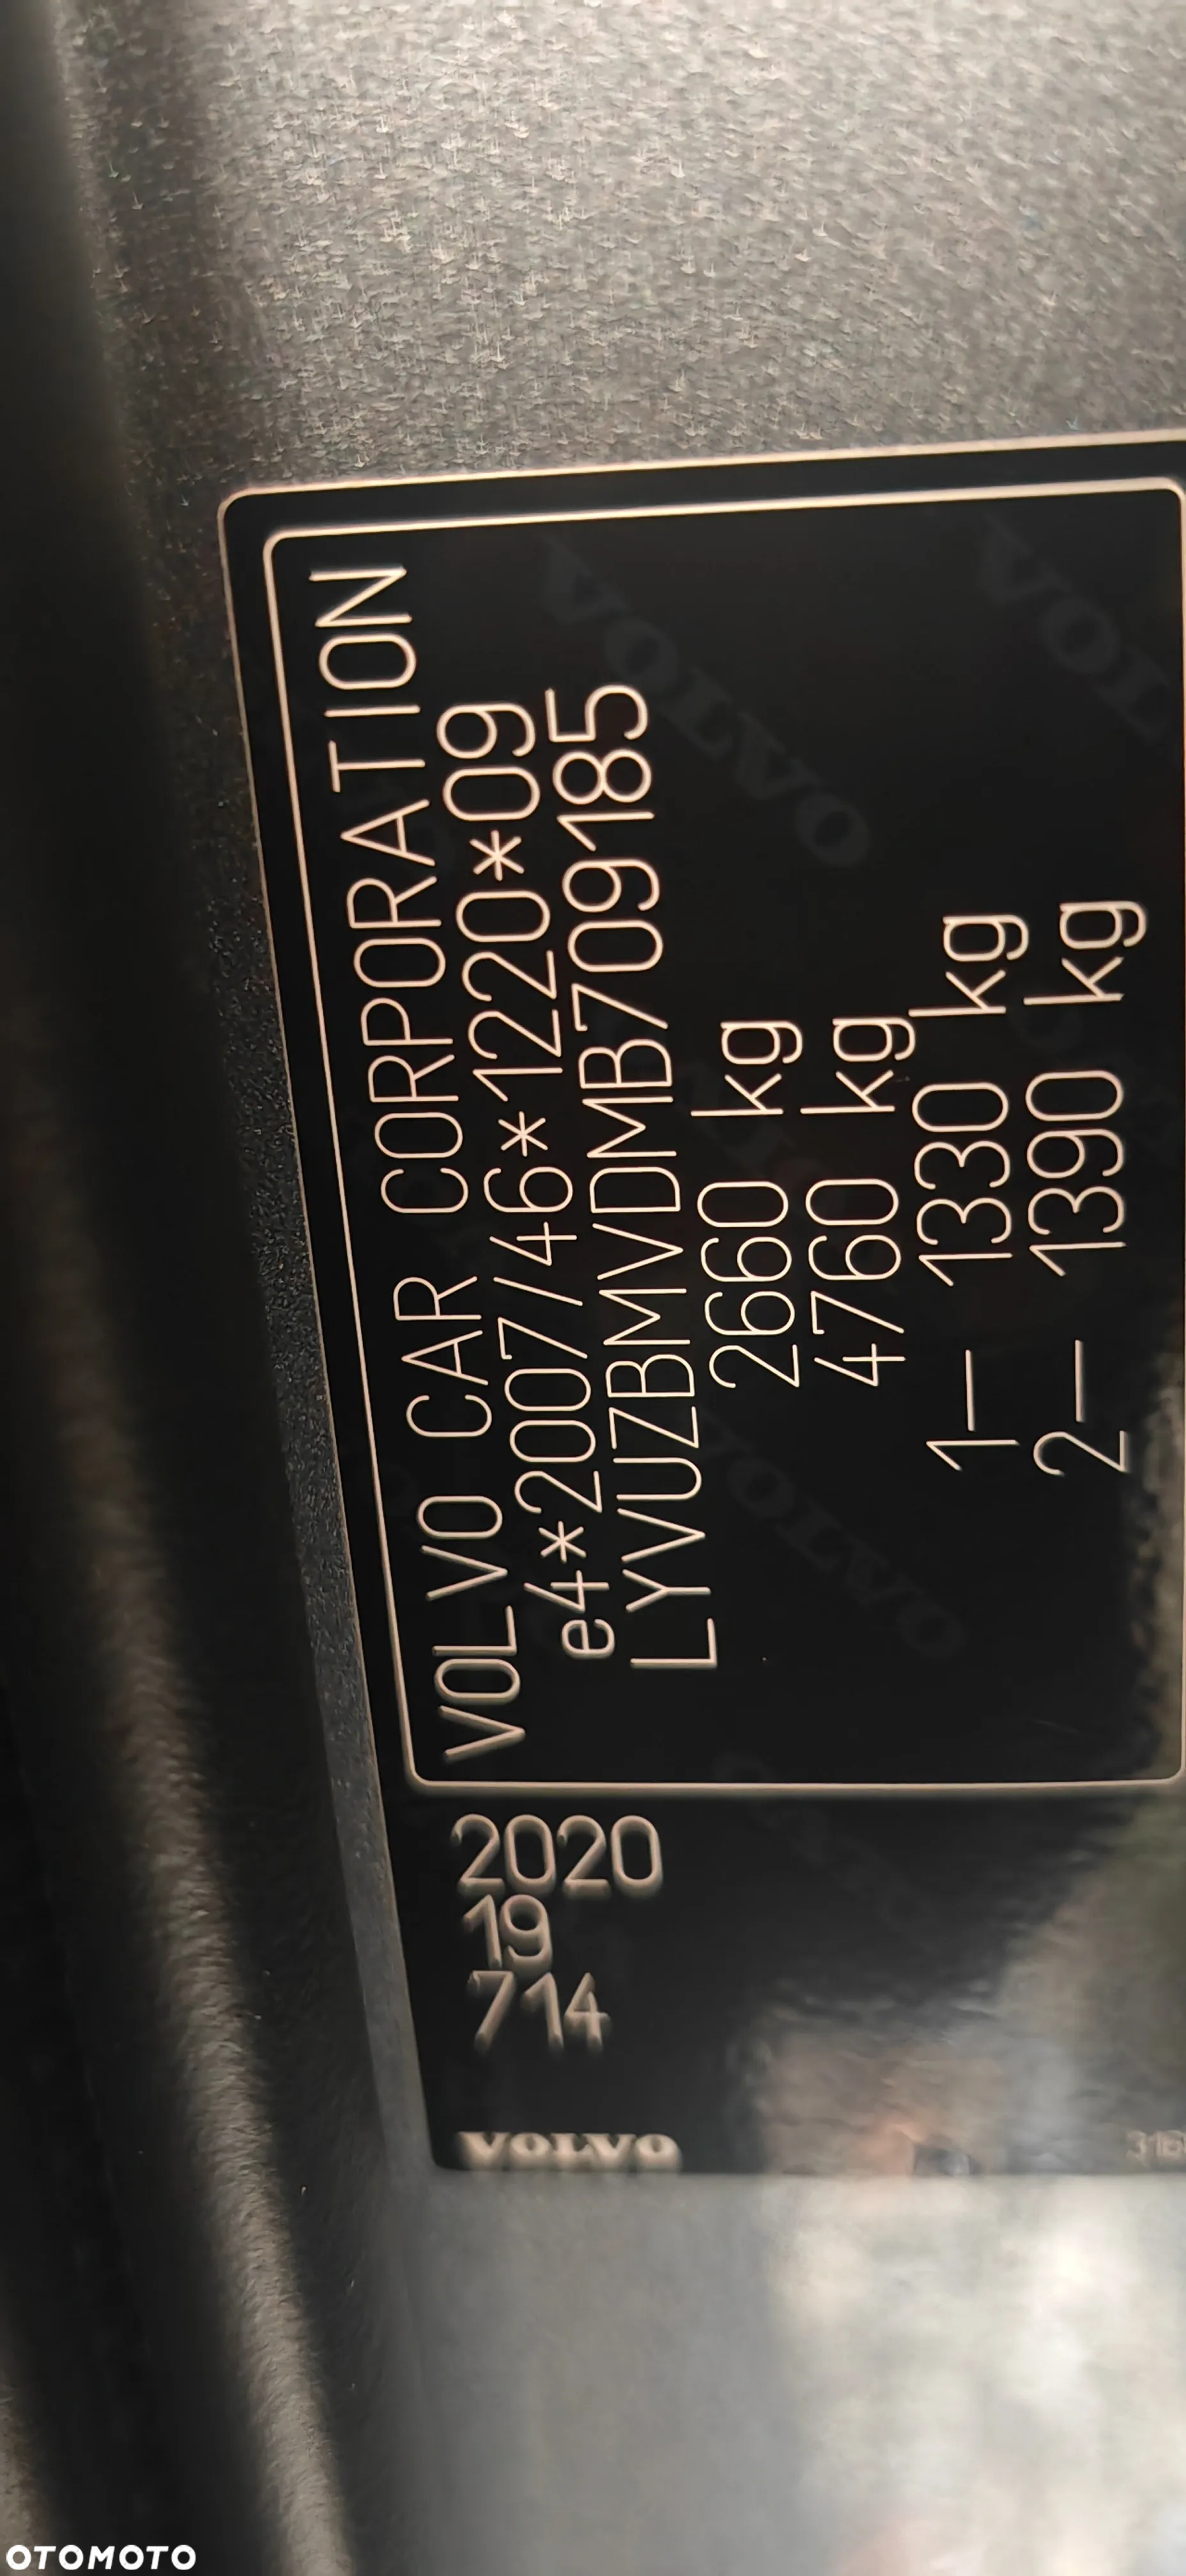 VOLVO CAR CORPORATION
e4*2007/46*1220*09
LYVUZBMVDMB709185
2660 kg
4760 kg
1— 1330 kg
2— 1390 kg
2020
19
714
VOLVO
OTOMOTO